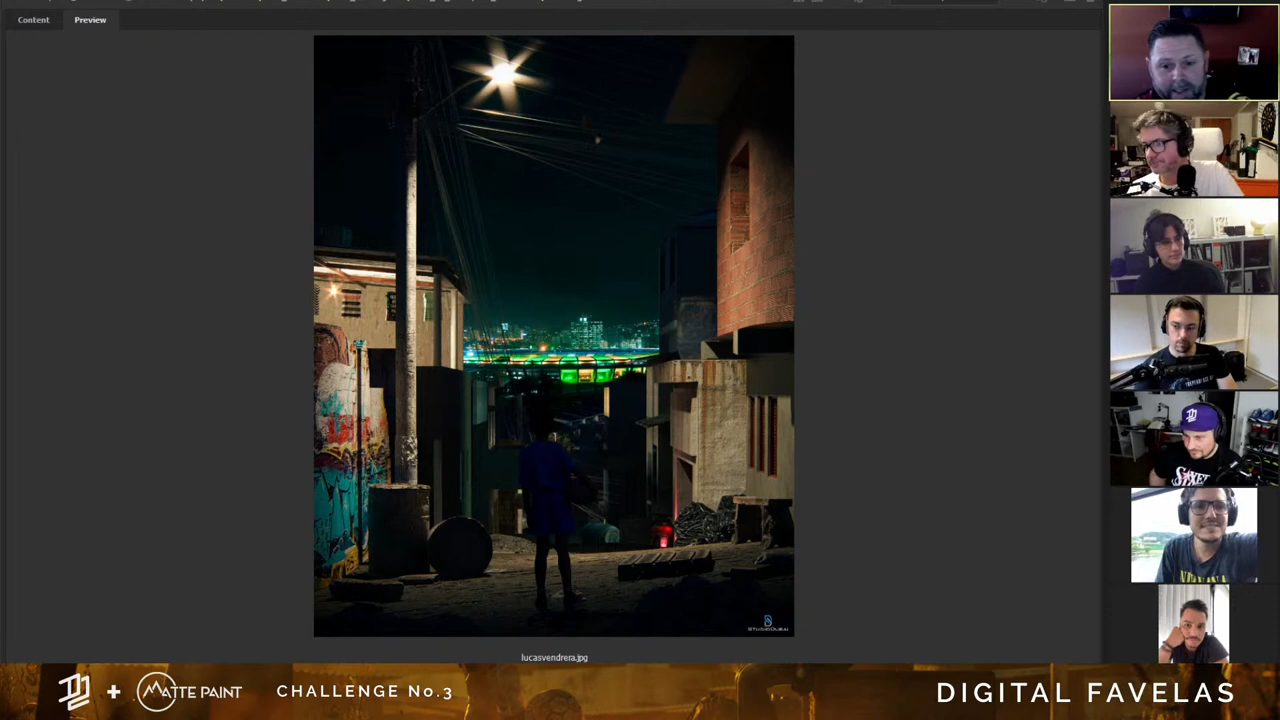 Content
Preview
lucasvendrera.jpg
+ MATTE PAINT
CHALLENGE No.3
DIGITAL FAVELAS